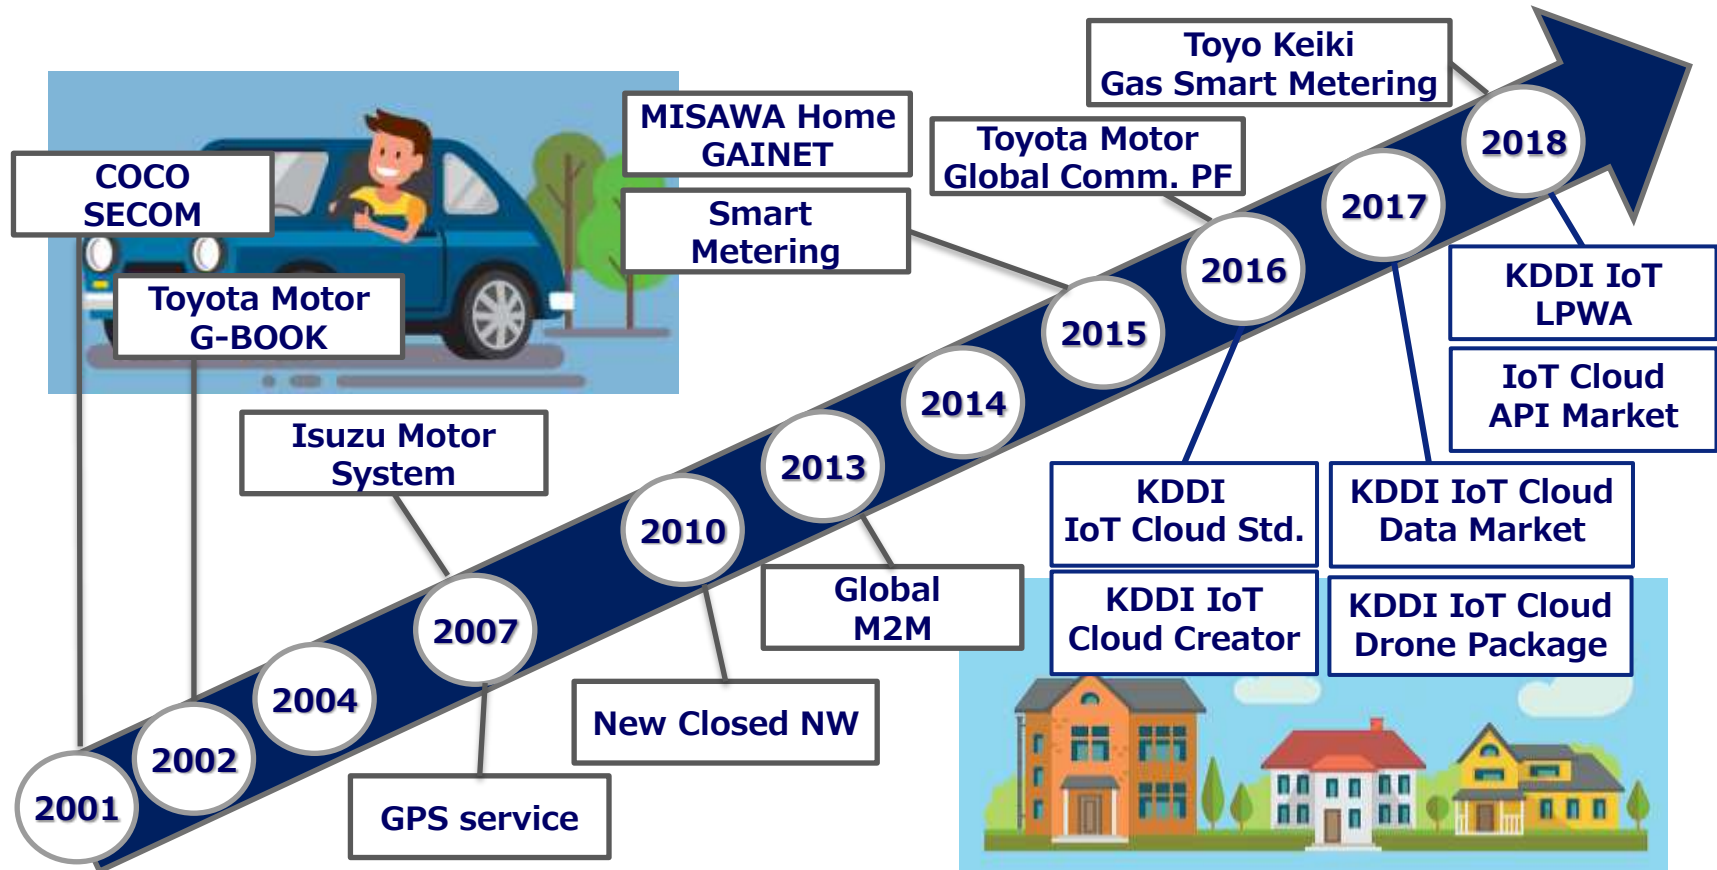 Toyo Keiki
Gas Smart Metering
MISAWA Home
GAINET
Toyota Motor
Global Comm. PF
2018
COCO
SECOM
Smart
Metering
2017
2016
KDDI IoT
LPWA
Toyota Motor
G-BOOK
2015
IoT Cloud
API Market
2014
Isuzu Motor
System
2013
KDDI
IoT Cloud Std.
KDDI IoT Cloud
Data Market
2010
Global
M2M
KDDI IoT
Cloud Creator
KDDI IoT Cloud
Drone Package
2007
2004
New Closed NW
2002
2001
GPS service